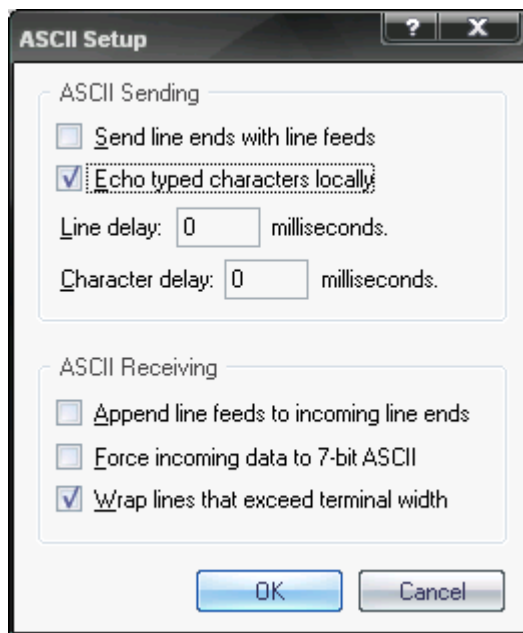 ASCII Setup
? X
ASCII Sending
Send line ends with line feeds
Echo typed characters locally
Line delay: 0 milliseconds.
Character delay: 0 milliseconds.
ASCII Receiving
Append line feeds to incoming line ends
Force incoming data to 7-bit ASCII
Wrap lines that exceed terminal width
OK Cancel